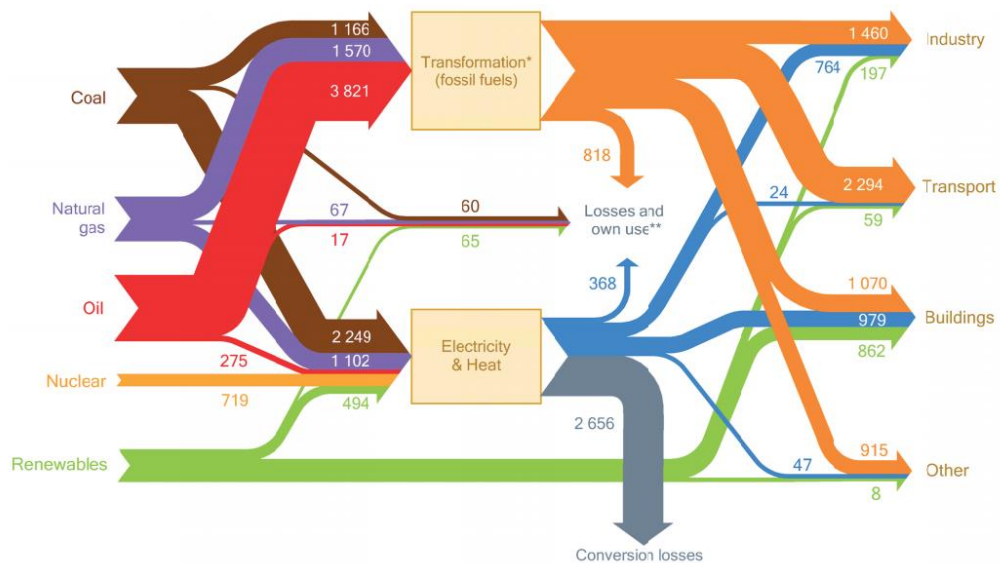 1 166
1 570
3 821
Transformation*
(fossil fuels)
1 460
764
197
Industry
Coal
818
2 294
24
59
Transport
Natural
gas
67
17
60
65
Losses and
own use**
368
Oil
275
2 249
1 102
Electricity
& Heat
1 070
979
862
Buildings
Nuclear
719
494
2 656
Renewables
915
47
8
Other
Conversion losses